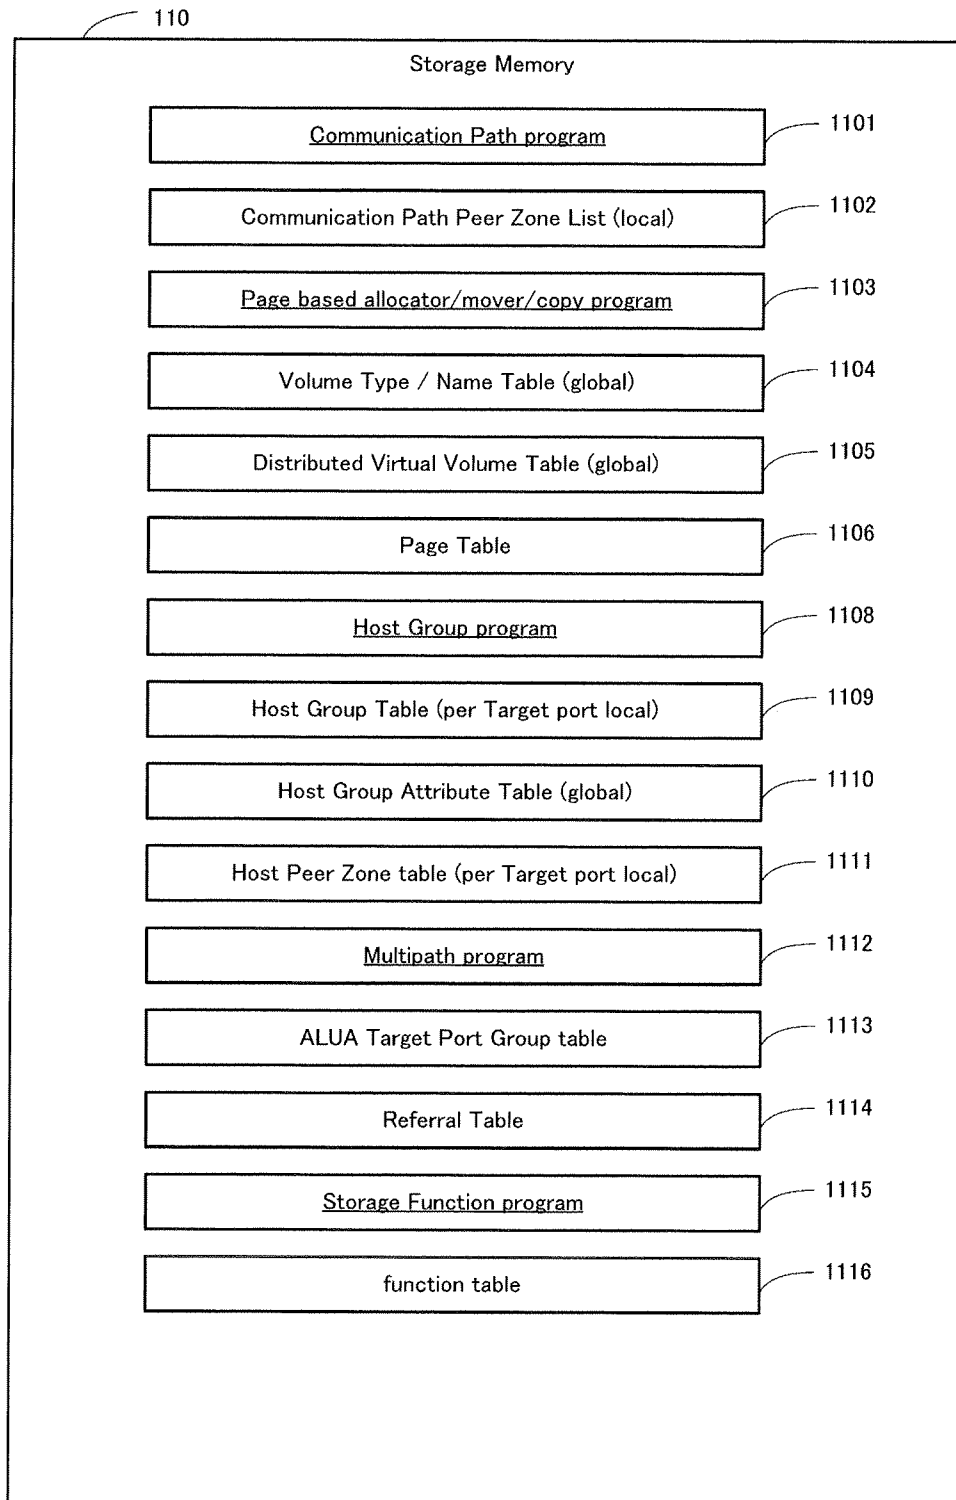 110
Storage Memory
Communication Path program 1101
Communication Path Peer Zone List (local) 1102
Page based allocator/mover/copy program 1103
Volume Type / Name Table (global) 1104
Distributed Virtual Volume Table (global) 1105
Page Table 1106
Host Group program 1108
Host Group Table (per Target port local) 1109
Host Group Attribute Table (global) 1110
Host Peer Zone table (per Target port local) 1111
Multipath program 1112
ALUA Target Port Group table 1113
Referral Table 1114
Storage Function program 1115
function table 1116